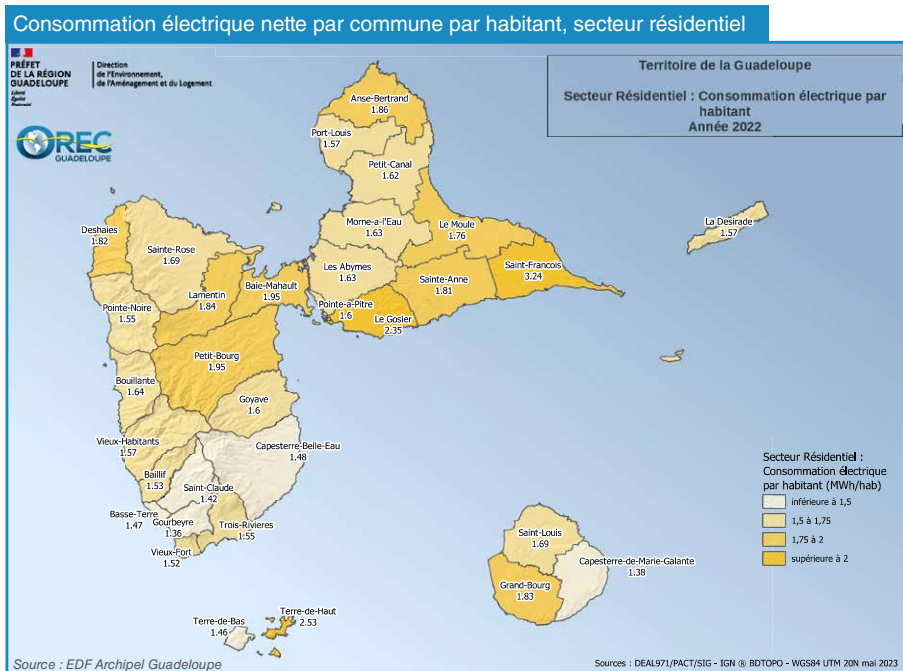 Consommation électrique nette par commune par habitant, secteur résidentiel
PRÉFET
DE LA RÉGION
GUADELOUPE
Liberté
Égalité
Fraternité
Direction
de l'Environnement,
de l'Aménagement et du Logement
OREC
GUADELOUPE
Territoire de la Guadeloupe
Secteur Résidentiel : Consommation électrique par
habitant
Année 2022
Anse-Bertrand
1.86
Port-Louis
1.57
Petit-Canal
1.62
Morne-a-l'Eau
1.63
Le Moule
1.76
La Desirade
1.57
Deshaies
1.82
Sainte-Rose
1.69
Les Abymes
1.63
Sainte-Anne
1.81
Saint-Francois
3.24
Lamentin
1.84
Baie-Mahault
1.95
Pointe-à-Pitre
1.6
Le Gosier
2.35
Pointe-Noire
1.55
Petit-Bourg
1.95
Bouillante
1.64
Goyave
1.6
Vieux-Habitants
1.57
Capesterre-Belle-Eau
1.48
Baillif
1.53
Saint-Claude
1.42
Basse-Terre
1.47
Gourbeyre
1.36
Trois-Rivieres
1.55
Vieux-Fort
1.52
Terre-de-Bas
1.46
Terre-de-Haut
2.53
Saint-Louis
1.69
Capesterre-de-Marie-Galante
1.38
Grand-Bourg
1.83
Secteur Résidentiel :
Consommation électrique
par habitant (MWh/hab)
inférieure à 1,5
1,5 à 1,75
1,75 à 2
supérieure à 2
Source : EDF Archipel Guadeloupe
Sources : DEAL971/PACT/SIG - IGN ® BDTOPO - WGS84 UTM 20N mai 2023